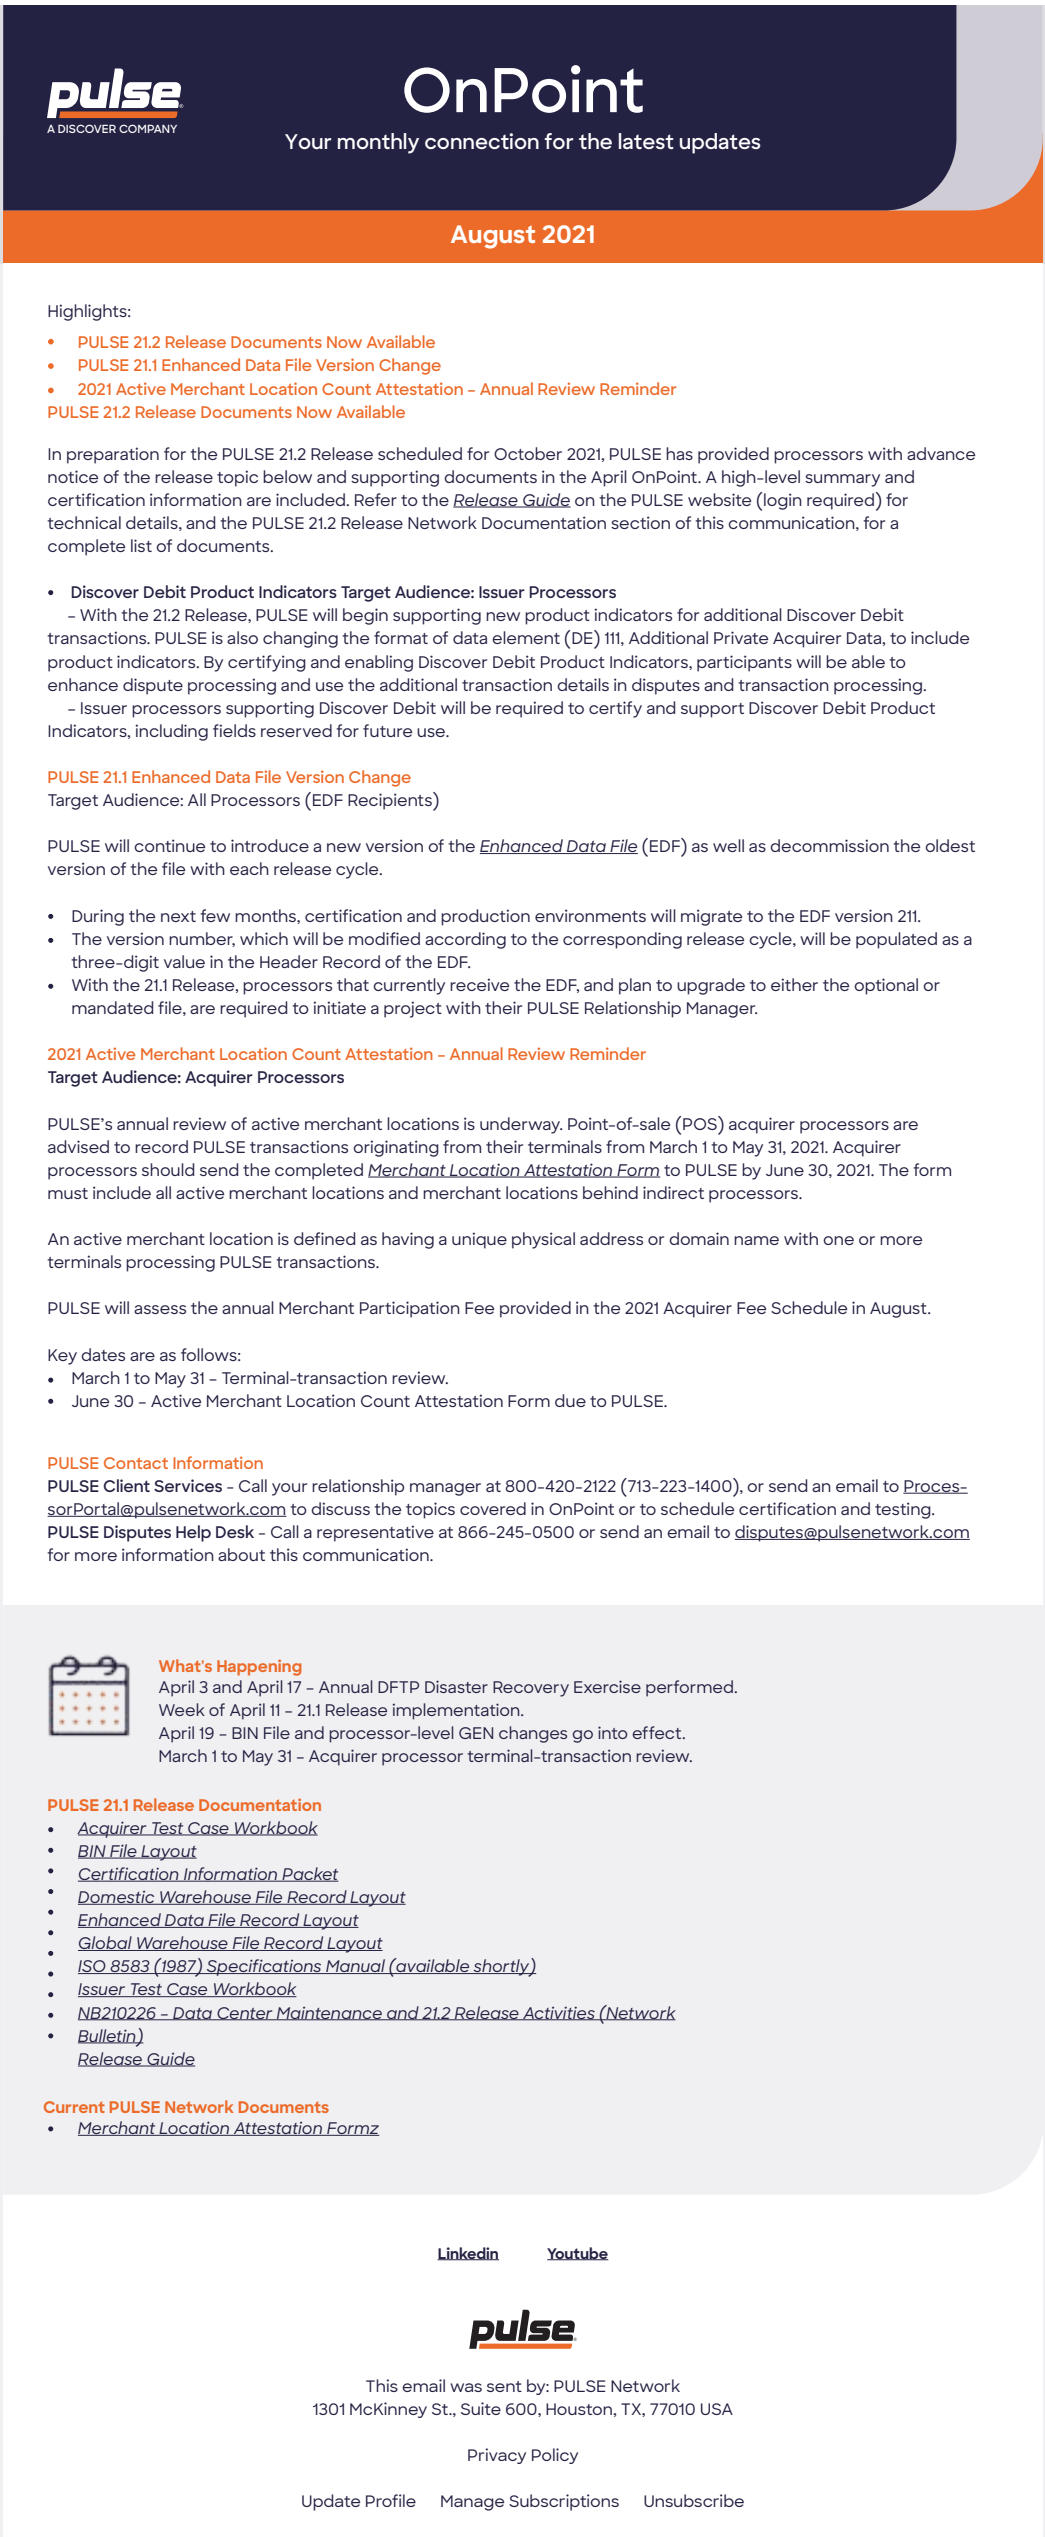 pulse
A DISCOVER COMPANY
OnPoint
Your monthly connection for the latest updates
August 2021
Highlights:
• PULSE 21.2 Release Documents Now Available
• PULSE 21.1 Enhanced Data File Version Change
• 2021 Active Merchant Location Count Attestation – Annual Review Reminder
PULSE 21.2 Release Documents Now Available
In preparation for the PULSE 21.2 Release scheduled for October 2021, PULSE has provided processors with advance
notice of the release topic below and supporting documents in the April OnPoint. A high-level summary and
certification information are included. Refer to the Release Guide on the PULSE website (login required) for
technical details, and the PULSE 21.2 Release Network Documentation section of this communication, for a
complete list of documents.
• Discover Debit Product Indicators Target Audience: Issuer Processors
– With the 21.2 Release, PULSE will begin supporting new product indicators for additional Discover Debit
transactions. PULSE is also changing the format of data element (DE) 111, Additional Private Acquirer Data, to include
product indicators. By certifying and enabling Discover Debit Product Indicators, participants will be able to
enhance dispute processing and use the additional transaction details in disputes and transaction processing.
– Issuer processors supporting Discover Debit will be required to certify and support Discover Debit Product
Indicators, including fields reserved for future use.
PULSE 21.1 Enhanced Data File Version Change
Target Audience: All Processors (EDF Recipients)
PULSE will continue to introduce a new version of the Enhanced Data File (EDF) as well as decommission the oldest
version of the file with each release cycle.
• During the next few months, certification and production environments will migrate to the EDF version 211.
• The version number, which will be modified according to the corresponding release cycle, will be populated as a
three-digit value in the Header Record of the EDF.
• With the 21.1 Release, processors that currently receive the EDF, and plan to upgrade to either the optional or
mandated file, are required to initiate a project with their PULSE Relationship Manager.
2021 Active Merchant Location Count Attestation – Annual Review Reminder
Target Audience: Acquirer Processors
PULSE's annual review of active merchant locations is underway. Point-of-sale (POS) acquirer processors are
advised to record PULSE transactions originating from their terminals from March 1 to May 31, 2021. Acquirer
processors should send the completed Merchant Location Attestation Form to PULSE by June 30, 2021. The form
must include all active merchant locations and merchant locations behind indirect processors.
An active merchant location is defined as having a unique physical address or domain name with one or more
terminals processing PULSE transactions.
PULSE will assess the annual Merchant Participation Fee provided in the 2021 Acquirer Fee Schedule in August.
Key dates are as follows:
• March 1 to May 31 – Terminal-transaction review.
• June 30 – Active Merchant Location Count Attestation Form due to PULSE.
PULSE Contact Information
PULSE Client Services - Call your relationship manager at 800-420-2122 (713-223-1400), or send an email to Proces-
sorPortal@pulsenetwork.com to discuss the topics covered in OnPoint or to schedule certification and testing.
PULSE Disputes Help Desk - Call a representative at 866-245-0500 or send an email to disputes@pulsenetwork.com
for more information about this communication.
What's Happening
April 3 and April 17 – Annual DFTP Disaster Recovery Exercise performed.
Week of April 11 – 21.1 Release implementation.
April 19 – BIN File and processor-level GEN changes go into effect.
March 1 to May 31 – Acquirer processor terminal-transaction review.
PULSE 21.1 Release Documentation
• Acquirer Test Case Workbook
• BIN File Layout
• Certification Information Packet
• Domestic Warehouse File Record Layout
• Enhanced Data File Record Layout
• Global Warehouse File Record Layout
• ISO 8583 (1987) Specifications Manual (available shortly)
• Issuer Test Case Workbook
• NB210226 – Data Center Maintenance and 21.2 Release Activities (Network
• Bulletin)
• Release Guide
Current PULSE Network Documents
• Merchant Location Attestation Formz
Linkedin Youtube
pulse
This email was sent by: PULSE Network
1301 McKinney St., Suite 600, Houston, TX, 77010 USA
Privacy Policy
Update Profile Manage Subscriptions Unsubscribe